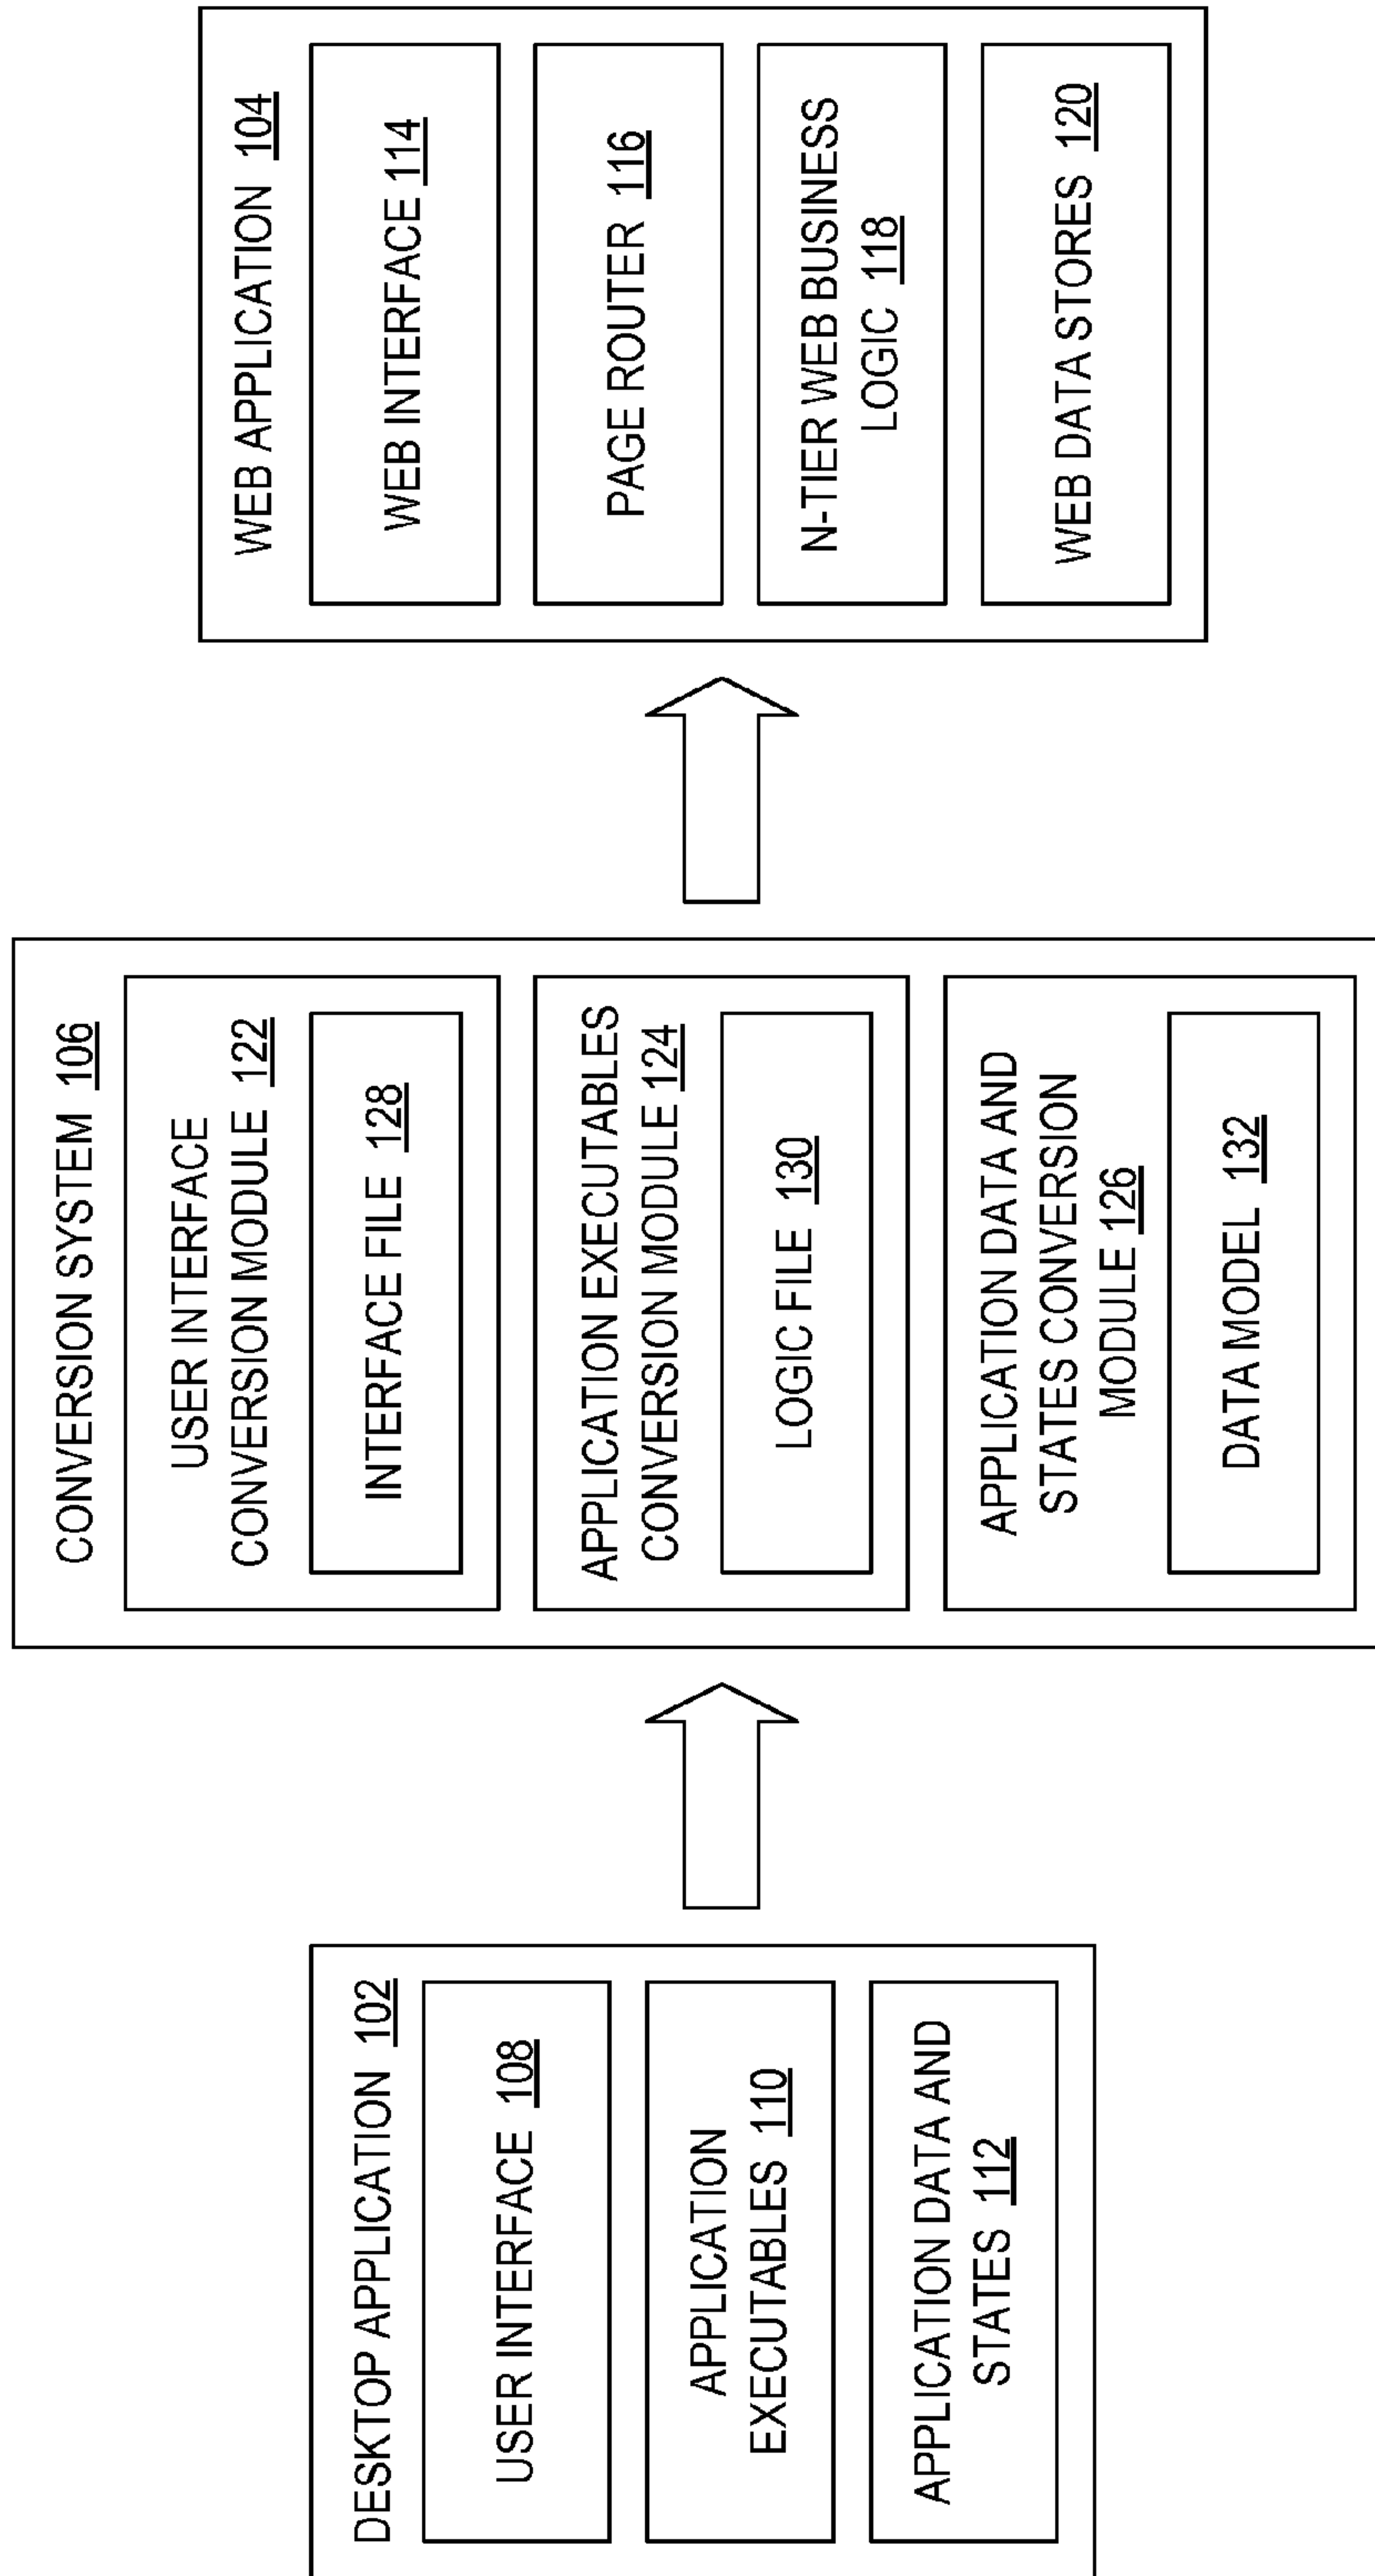 DESKTOP APPLICATION 102
USER INTERFACE 108
APPLICATION
EXECUTABLES 110
APPLICATION DATA AND
STATES 112
CONVERSION SYSTEM 106
USER INTERFACE
CONVERSION MODULE 122
INTERFACE FILE 128
APPLICATION EXECUTABLES
CONVERSION MODULE 124
LOGIC FILE 130
APPLICATION DATA AND
STATES CONVERSION
MODULE 126
DATA MODEL 132
WEB APPLICATION 104
WEB INTERFACE 114
PAGE ROUTER 116
N-TIER WEB BUSINESS
LOGIC 118
WEB DATA STORES 120